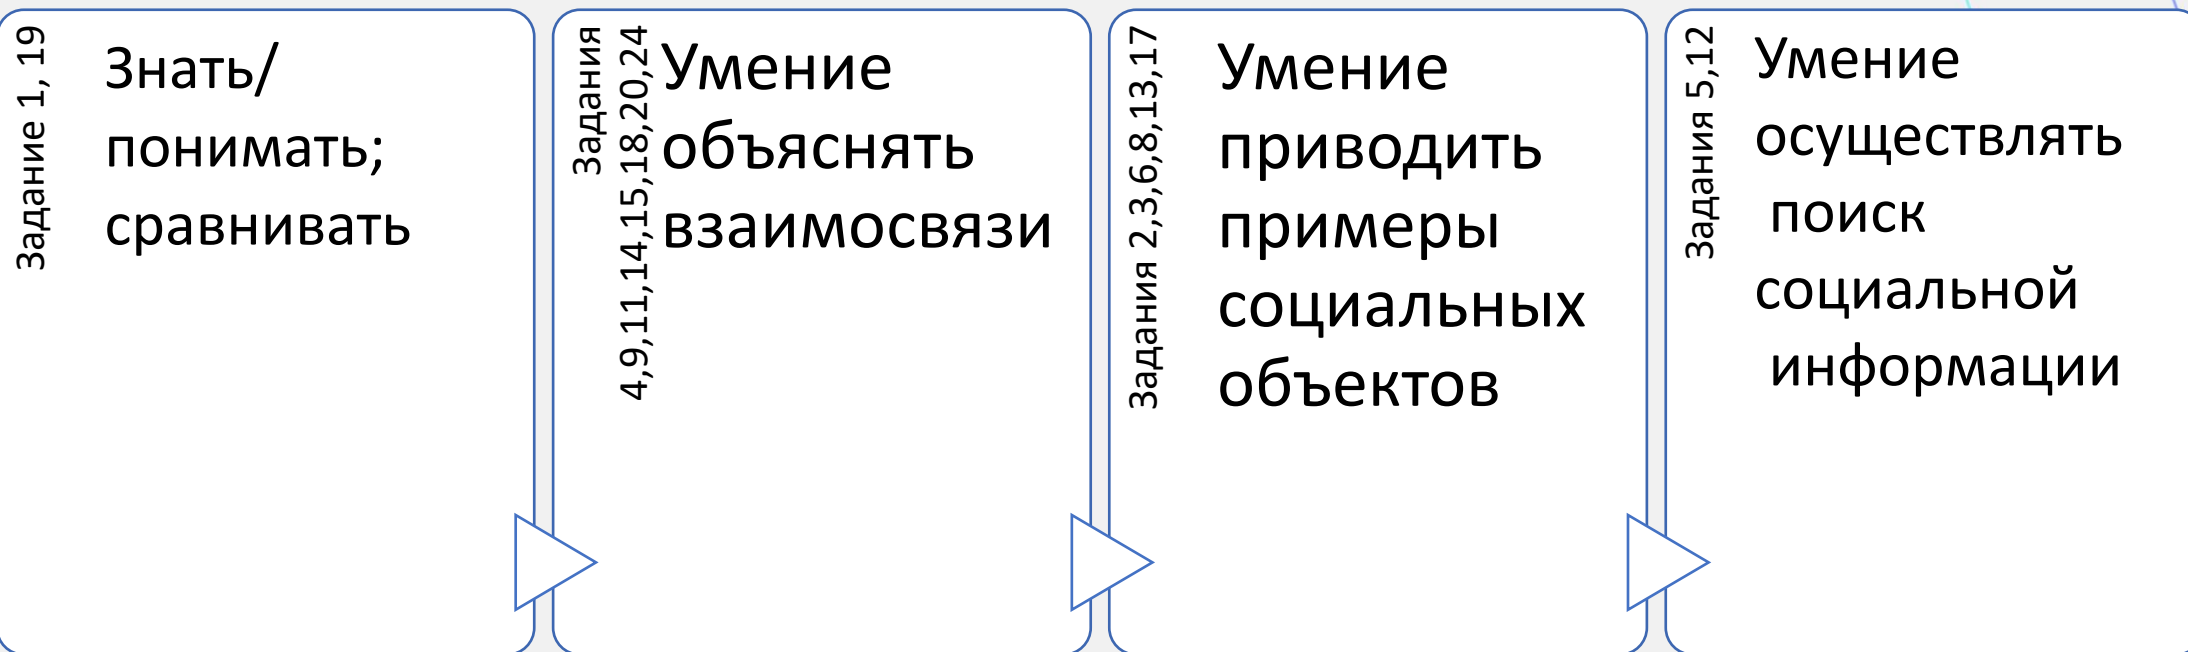 Задание 1, 19
Знать/
понимать;
сравнивать
Задания
4,9,11,14,15,18,20,24
Умение
объяснять
взаимосвязи
Задания 2,3,6,8,13,17
Умение
приводить
примеры
социальных
объектов
Задания 5,12
Умение
осуществлять
поиск
социальной
информации